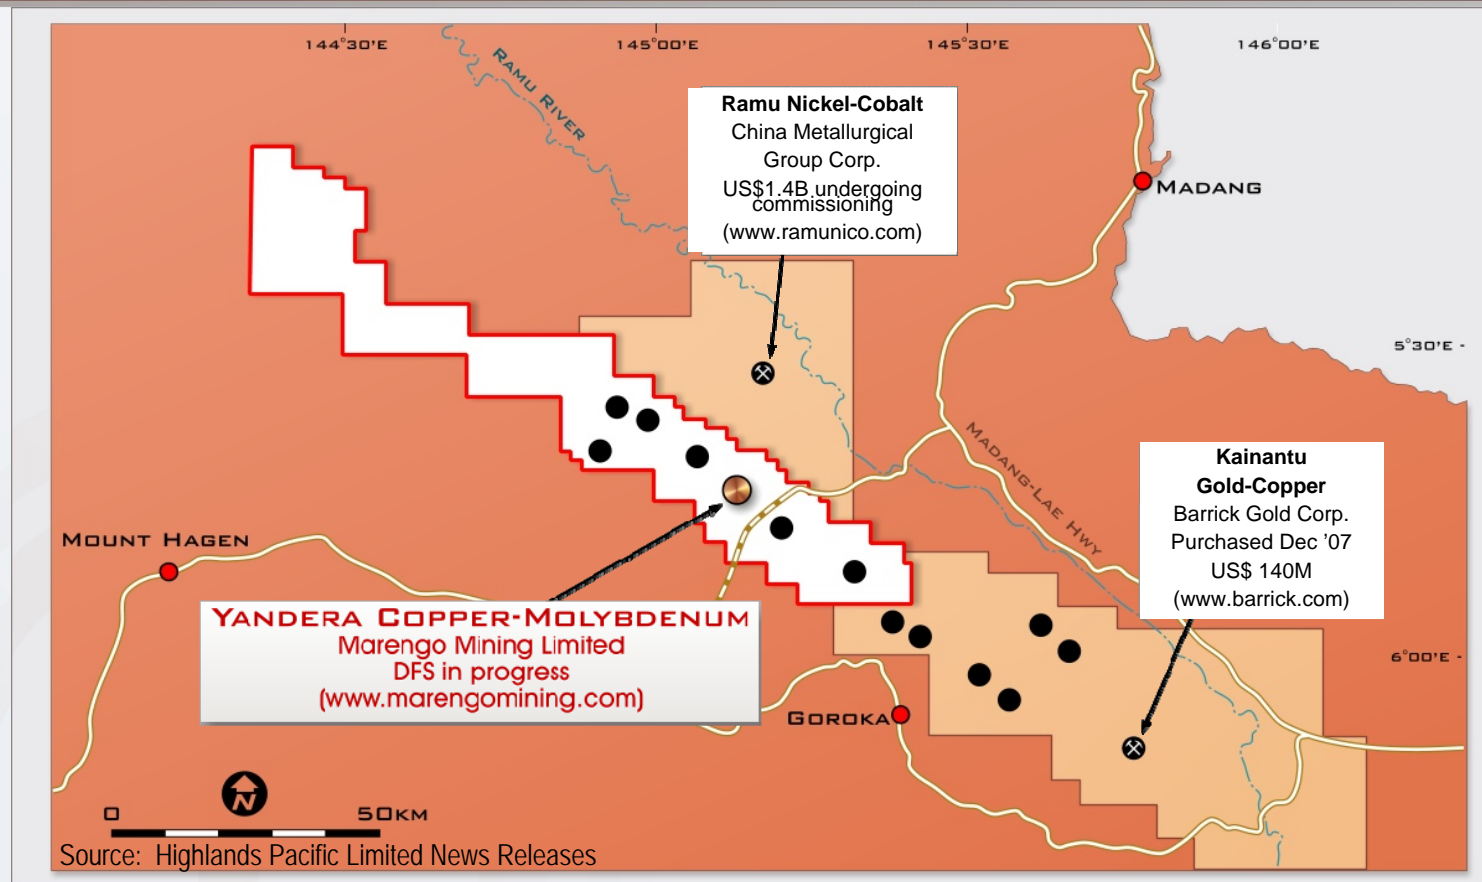 144°30'E
145°00'E
145°30'E
146°00'E
RAMU RIVER
Ramu Nickel-Cobalt
China Metallurgical
Group Corp.
US$1.4B undergoing
commissioning
(www.ramunico.com)
MADANG
5°30'E -
MADANG-LAE HWY
Kainantu
Gold-Copper
Barrick Gold Corp.
Purchased Dec '07
US$ 140M
(www.barrick.com)
MOUNT HAGEN
YANDERA COPPER-MOLYBDENUM
Marengo Mining Limited
DFS in progress
(www.marengomining.com)
6°00'E -
GOROKA
N
0 50KM
Source: Highlands Pacific Limited News Releases